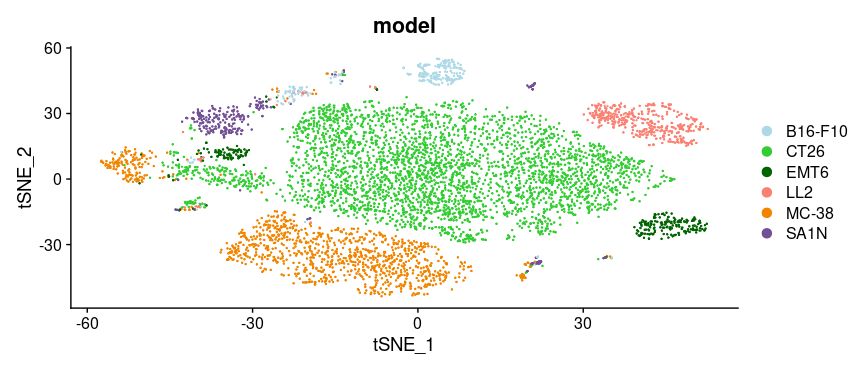 model
60
30
0
-30
tSNE_2
-60
-30
0
30
tSNE_1
B16-F10
CT26
EMT6
LL2
MC-38
SA1N